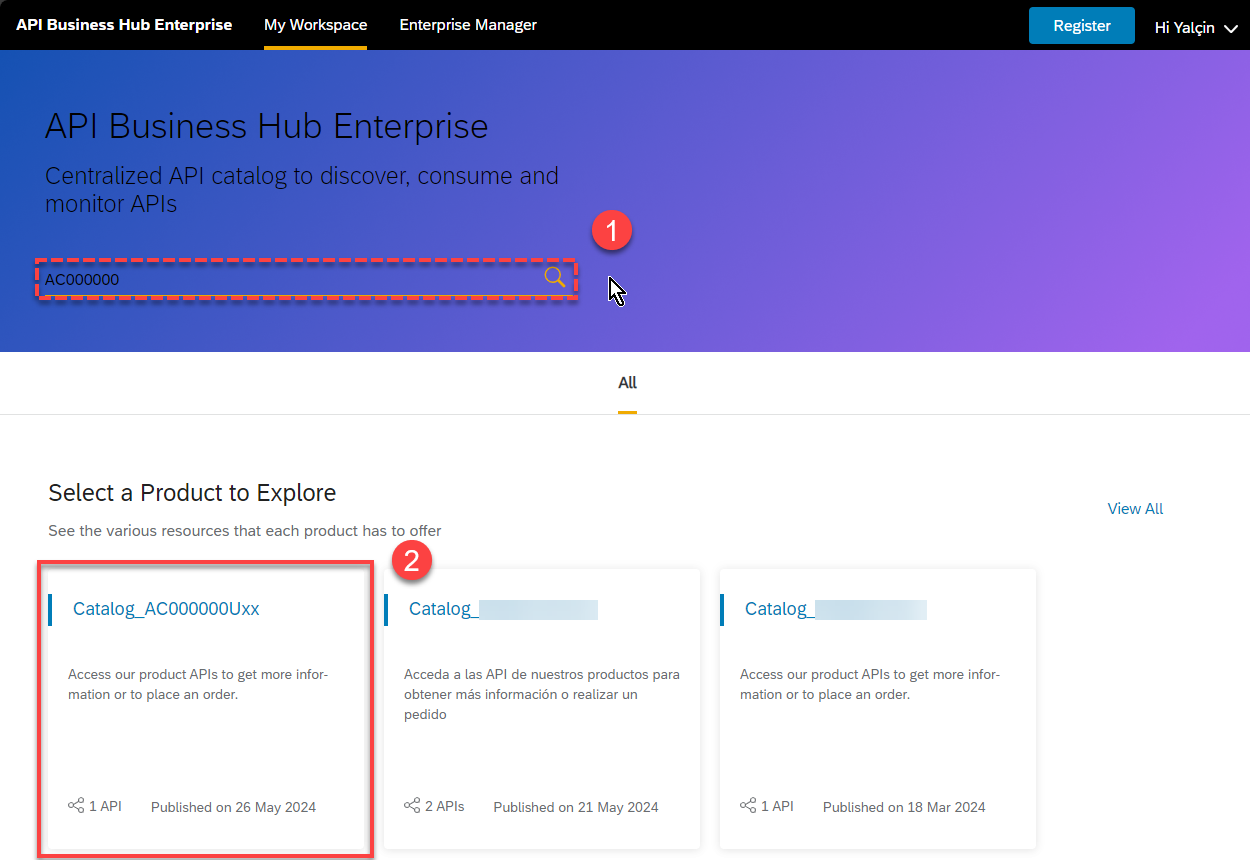 API Business Hub Enterprise My Workspace Enterprise Manager Register Hi Yalçin
API Business Hub Enterprise
Centralized API catalog to discover, consume and
monitor APIs
1
AC000000
All
Select a Product to Explore
View All
See the various resources that each product has to offer
2
Catalog_AC000000Uxx
Access our product APIs to get more infor-
mation or to place an order.
1 API Published on 26 May 2024
Catalog_
Acceda a las API de nuestros productos para
obtener más información o realizar un
pedido
2 APIs Published on 21 May 2024
Catalog_
Access our product APIs to get more infor-
mation or to place an order.
1 API Published on 18 Mar 2024